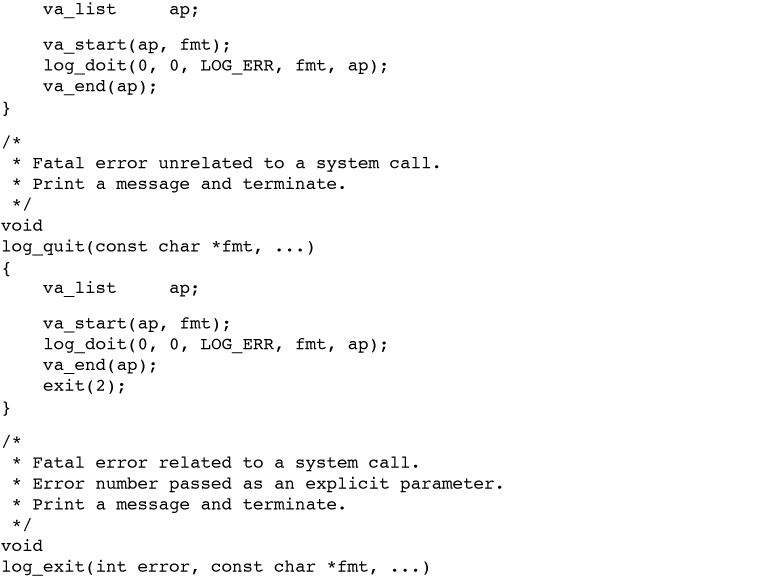 va_list     ap;

    va_start(ap, fmt);
    log_doit(0, 0, LOG_ERR, fmt, ap);
    va_end(ap);
}

/*
 * Fatal error unrelated to a system call.
 * Print a message and terminate.
 */
void
log_quit(const char *fmt, ...)
{
    va_list     ap;

    va_start(ap, fmt);
    log_doit(0, 0, LOG_ERR, fmt, ap);
    va_end(ap);
    exit(2);
}

/*
 * Fatal error related to a system call.
 * Error number passed as an explicit parameter.
 * Print a message and terminate.
 */
void
log_exit(int error, const char *fmt, ...)